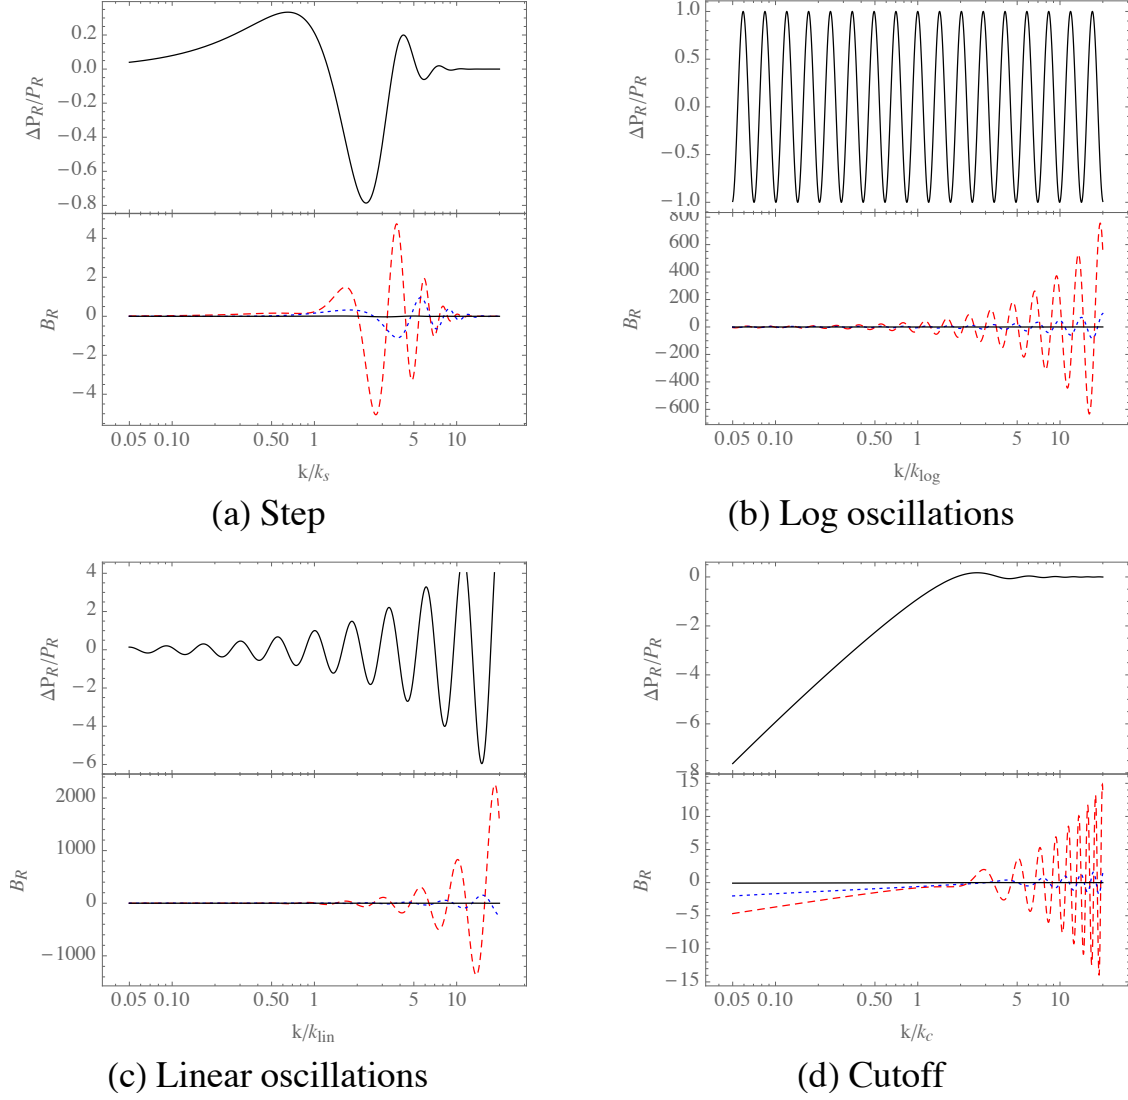 0.2
0.0
−0.2
−0.4
−0.6
−0.8
ΔP_R/P_R
4
2
0
−2
−4
B_R
0.05 0.10 0.50 1 5 10
k/k_s
(a) Step
1.0
0.5
0.0
−0.5
−1.0
ΔP_R/P_R
800
600
400
200
0
−200
−400
−600
B_R
0.05 0.10 0.50 1 5 10
k/k_log
(b) Log oscillations
4
2
0
−2
−4
−6
ΔP_R/P_R
2000
1000
0
−1000
B_R
0.05 0.10 0.50 1 5 10
k/k_lin
(c) Linear oscillations
0
−2
−4
−6
−8
ΔP_R/P_R
15
10
5
0
−5
−10
−15
B_R
0.05 0.10 0.50 1 5 10
k/k_c
(d) Cutoff